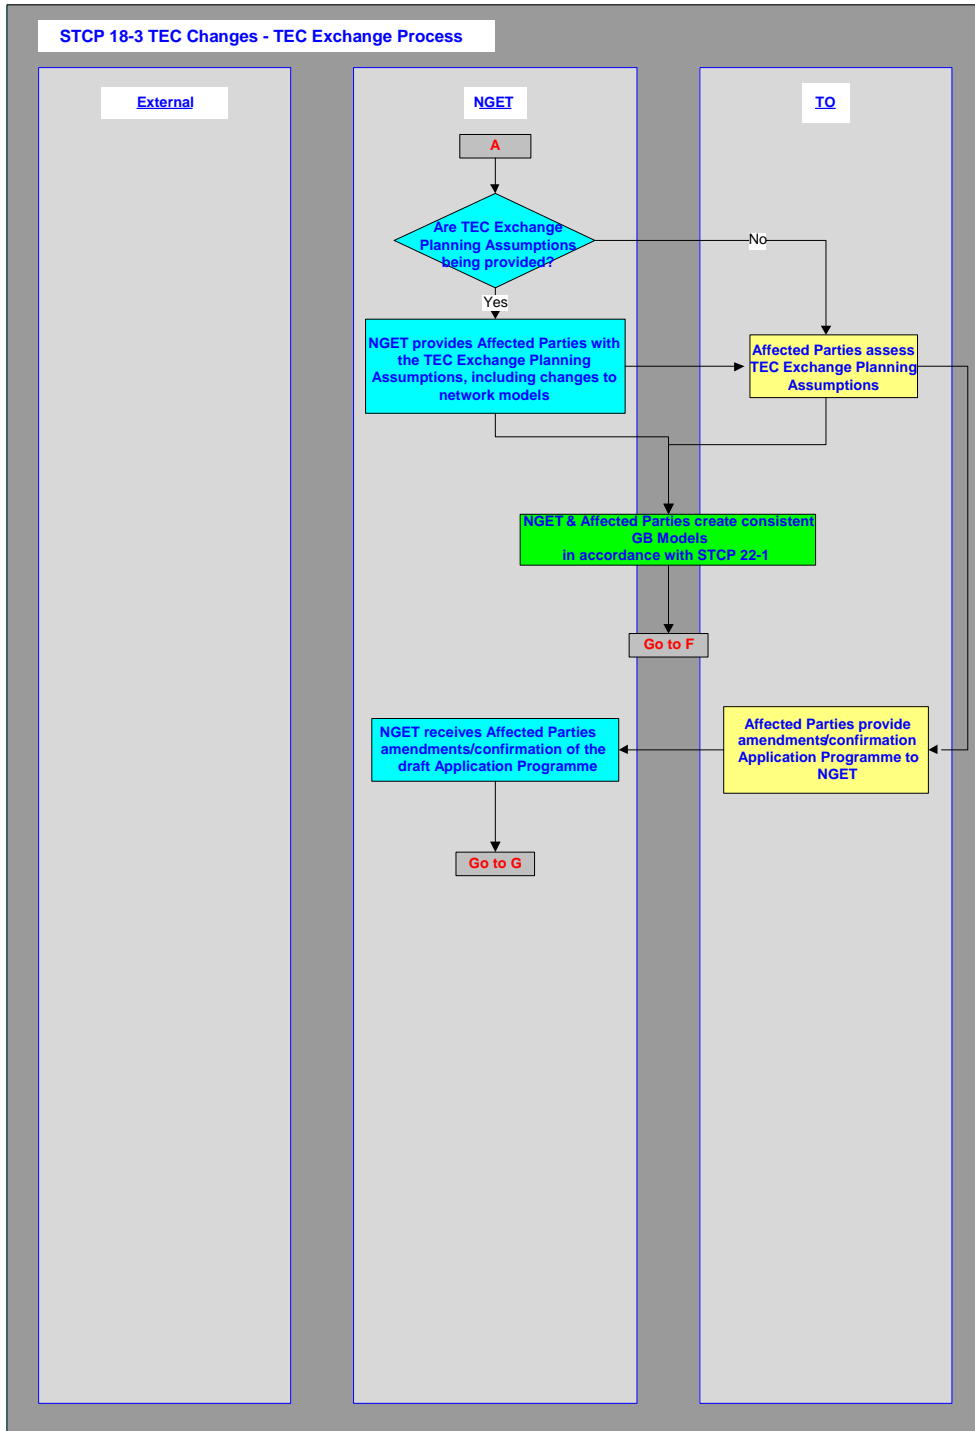 STCP 18-3 TEC Changes - TEC Exchange Process
External
NGET
TO
A
Are TEC Exchange
Planning Assumptions
being provided?
No
Yes
NGET provides Affected Parties with
the TEC Exchange Planning
Assumptions, including changes to
network models
Affected Parties assess
TEC Exchange Planning
Assumptions
NGET & Affected Parties create consistent
GB Models
in accordance with STCP 22-1
Go to F
NGET receives Affected Parties
amendments/confirmation of the
draft Application Programme
Affected Parties provide
amendments/confirmation
Application Programme to
NGET
Go to G